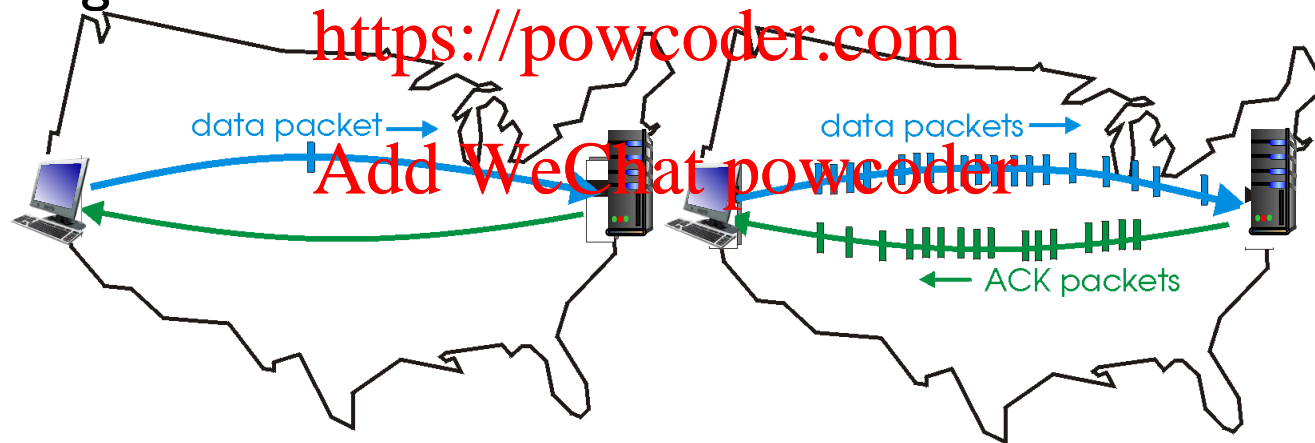 g
https://powcoder.com
data packet
data packets
Add WeChat powcoder
ACK packets